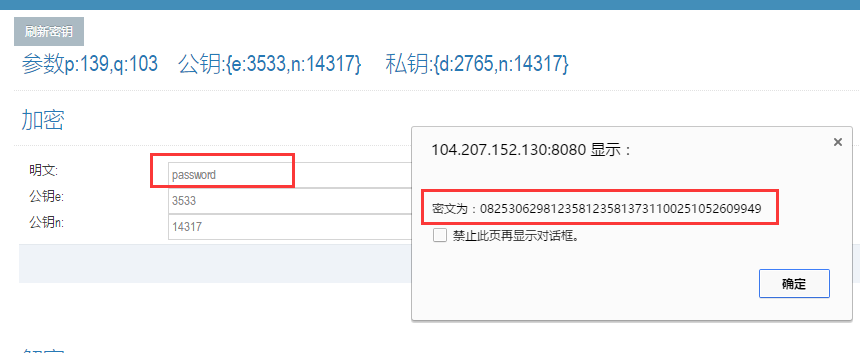 刷新密钥
参数p:139,q:103 公钥:{e:3533,n:14317} 私钥:{d:2765,n:14317}
加密
明文: password
公钥e: 3533
公钥n: 14317
104.207.152.130:8080 显示：
密文为：0825306298123581235813731100251052609949
禁止此页再显示对话框。
确定